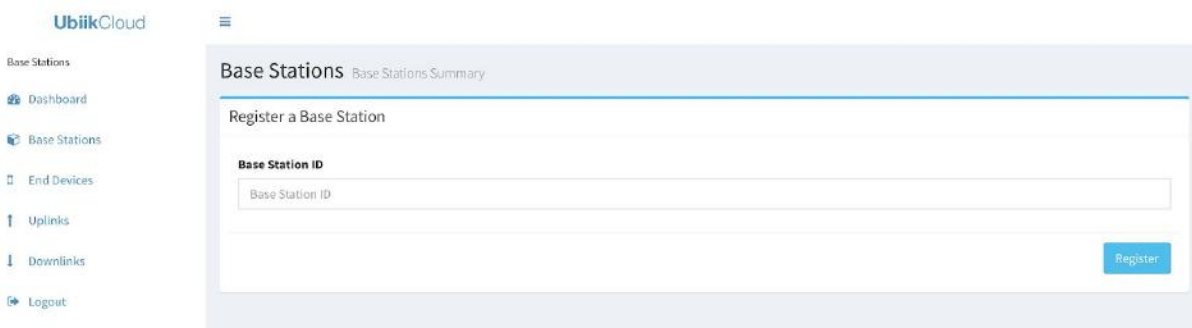 UbiikCloud
Base Stations
Dashboard
Base Stations
End Devices
Uplinks
Downlinks
Logout
Base Stations Base Stations Summary
Register a Base Station
Base Station ID
Base Station ID
Register